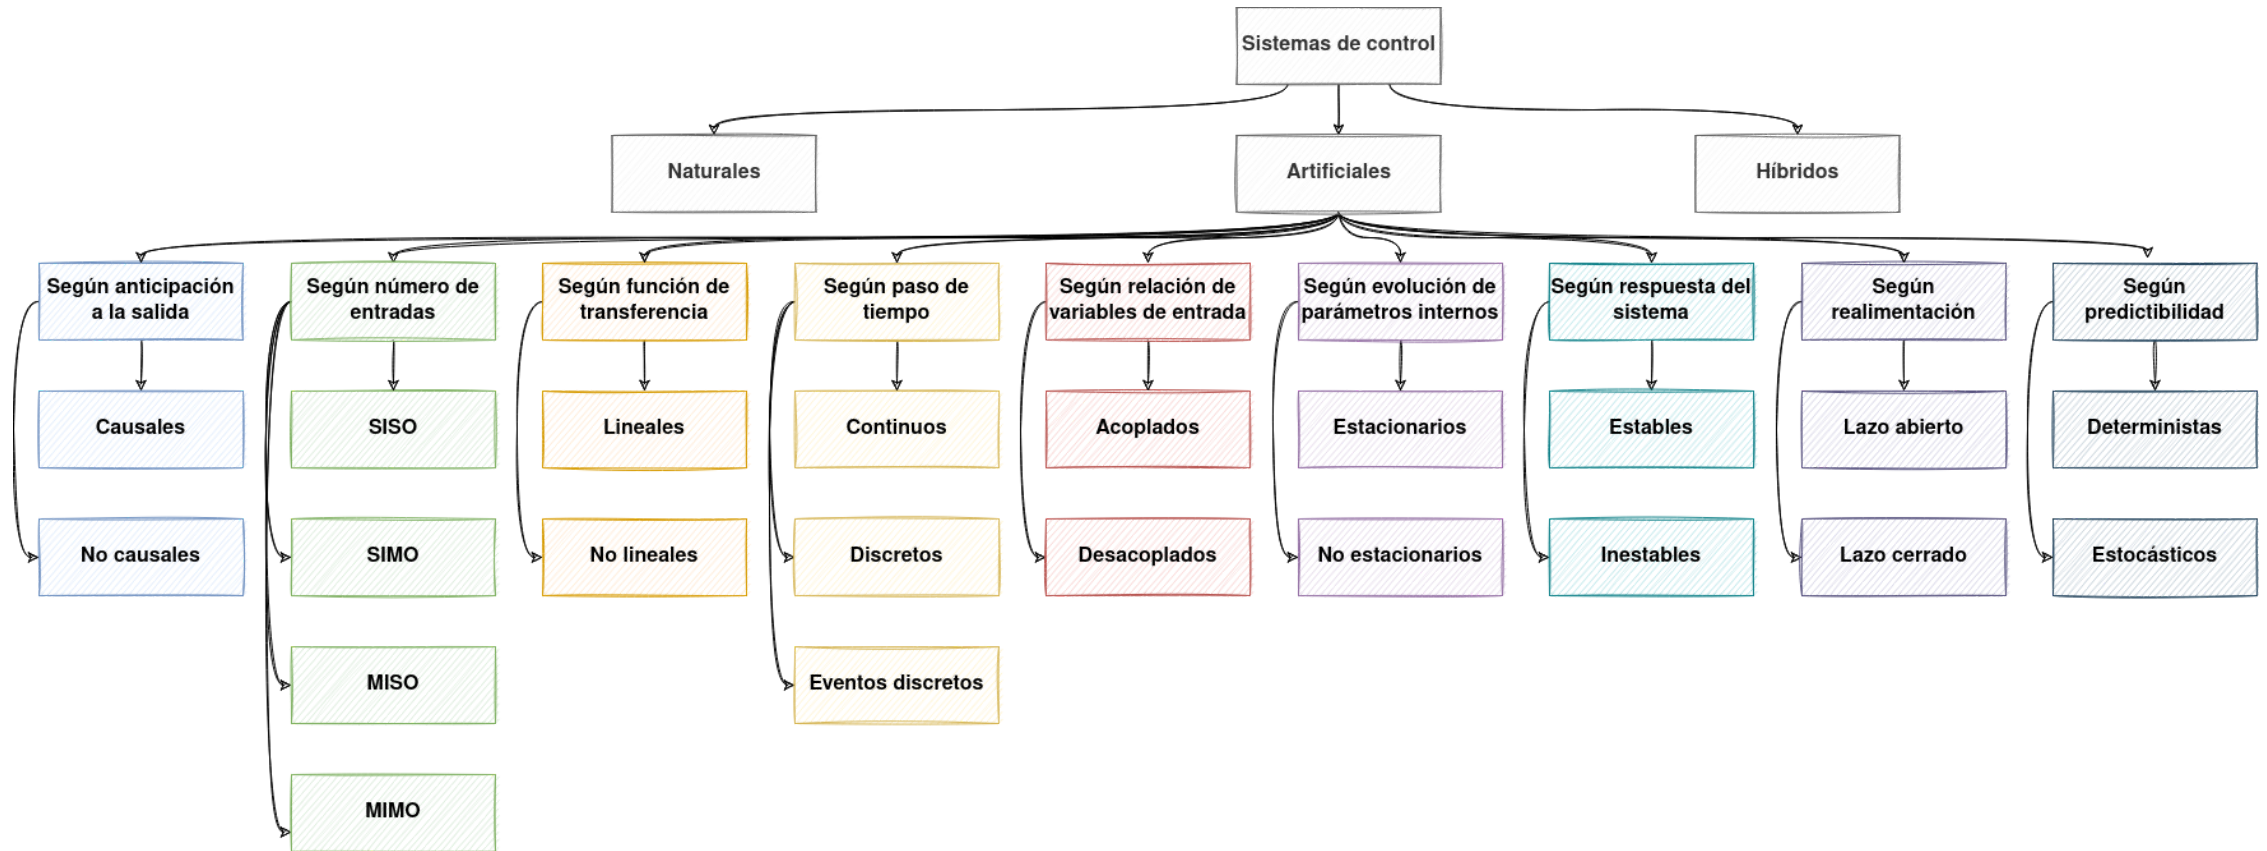 Sistemas de control
Naturales
Artificiales
Híbridos
Según anticipación
a la salida
Según número de
entradas
Según función de
transferencia
Según paso de
tiempo
Según relación de
variables de entrada
Según evolución de
parámetros internos
Según respuesta del
sistema
Según
realimentación
Según
predictibilidad
Causales
SISO
Lineales
Continuos
Acoplados
Estacionarios
Estables
Lazo abierto
Deterministas
No causales
SIMO
No lineales
Discretos
Desacoplados
No estacionarios
Inestables
Lazo cerrado
Estocásticos
MISO
Eventos discretos
MIMO